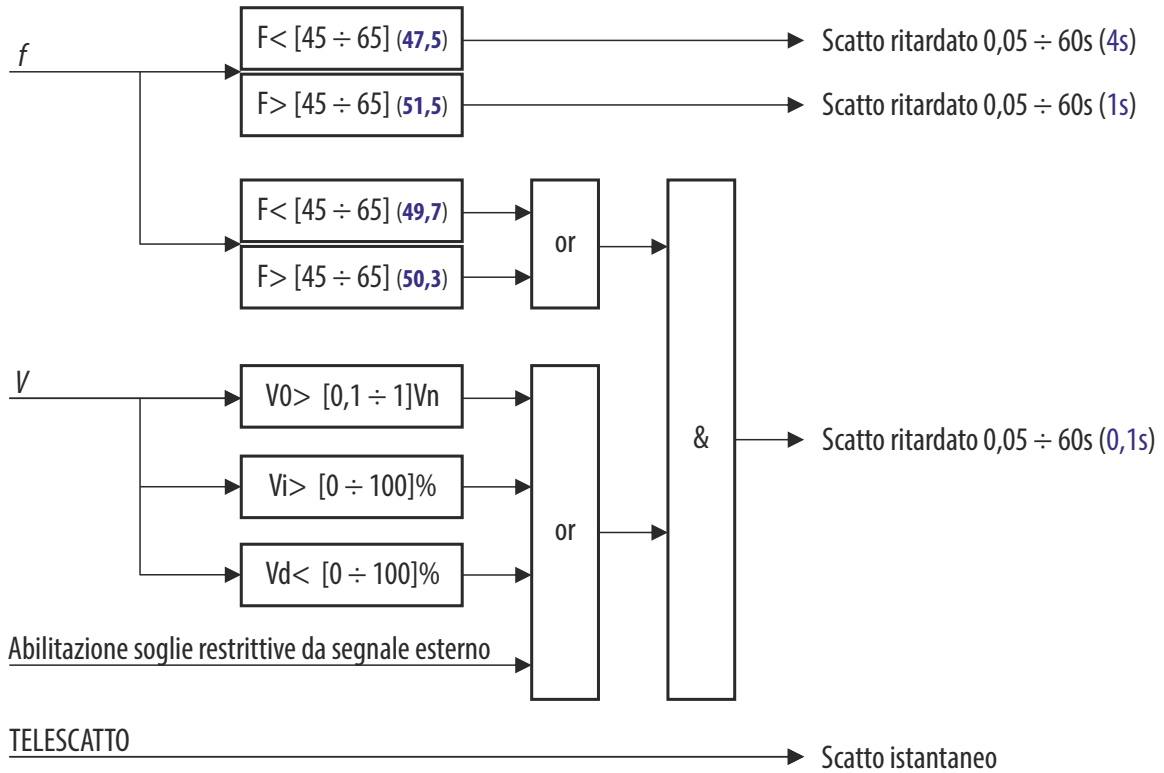 f
F< [45 ÷ 65] (47,5)
Scatto ritardato 0,05 ÷ 60s (4s)
F> [45 ÷ 65] (51,5)
Scatto ritardato 0,05 ÷ 60s (1s)
F< [45 ÷ 65] (49,7)
F> [45 ÷ 65] (50,3)
or
V
V0> [0,1 ÷ 1]Vn
Vi> [0 ÷ 100]%
Vd< [0 ÷ 100]%
or
&
Scatto ritardato 0,05 ÷ 60s (0,1s)
Abilitazione soglie restrittive da segnale esterno
TELESCATTO
Scatto istantaneo